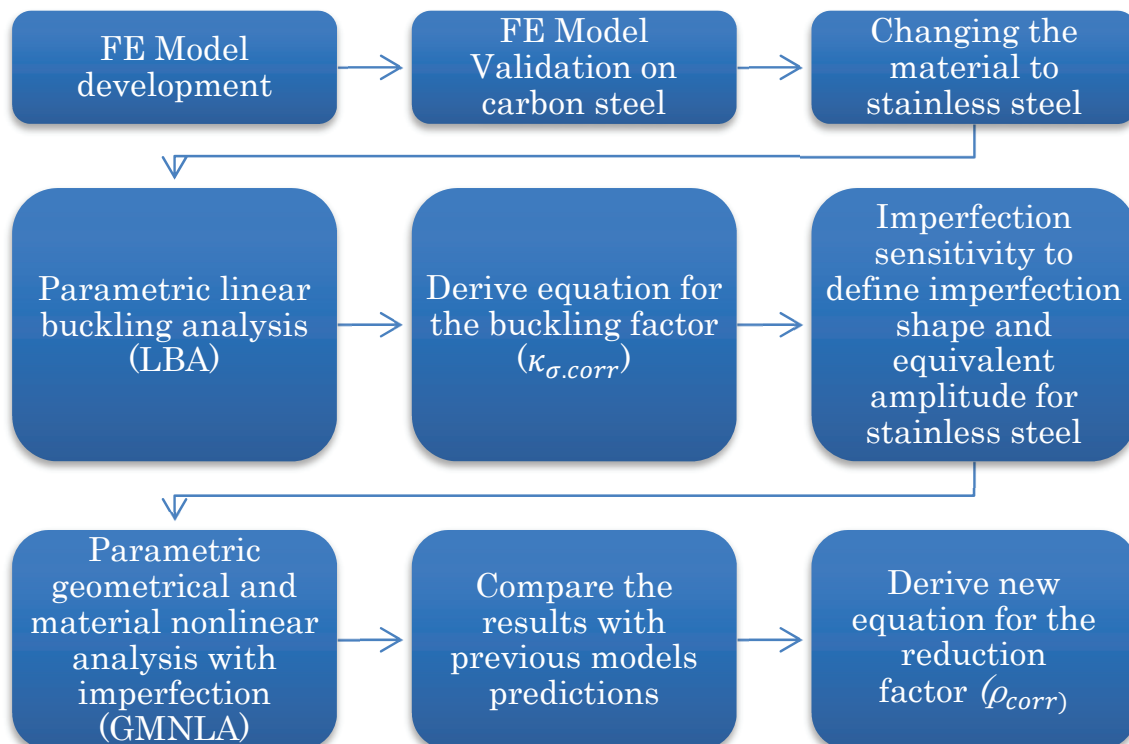 FE Model
development
FE Model
Validation on
carbon steel
Changing the
material to
stainless steel
Parametric linear
buckling analysis
(LBA)
Derive equation for
the buckling factor
(κσ.corr)
Imperfection
sensitivity to
define imperfection
shape and
equivalent
amplitude for
stainless steel
Parametric
geometrical and
material nonlinear
analysis with
imperfection
(GMNLA)
Compare the
results with
previous models
predictions
Derive new
equation for the
reduction
factor (ρcorr)